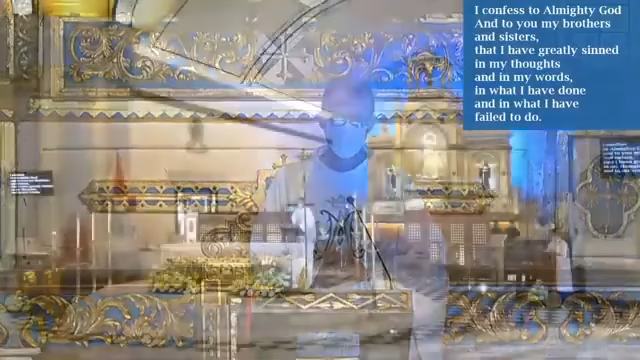 I confess to Almighty God
And to you my brothers
and sisters,
that I have greatly sinned
in my thoughts
and in my words,
in what I have done
and in what I have
failed to do.